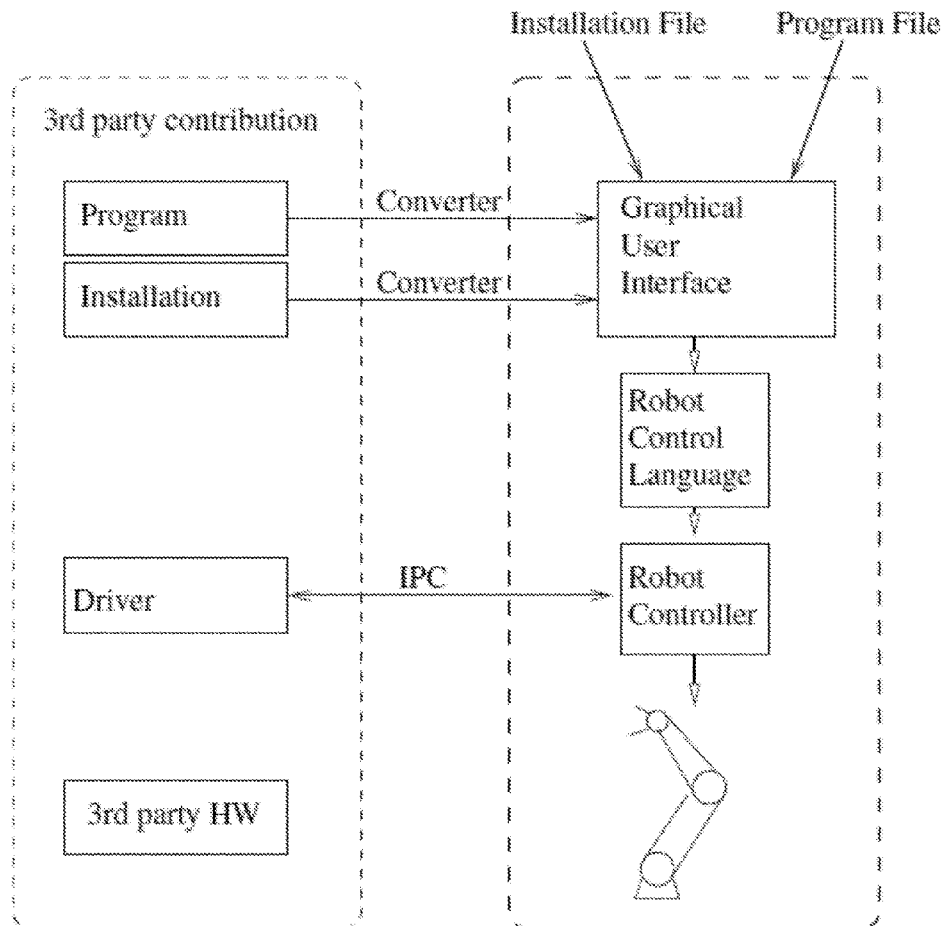 Installation File
Program File
3rd party contribution
Program
Converter
Graphical
User
Interface
Installation
Converter
Robot
Control
Language
Driver
IPC
Robot
Controller
3rd party HW